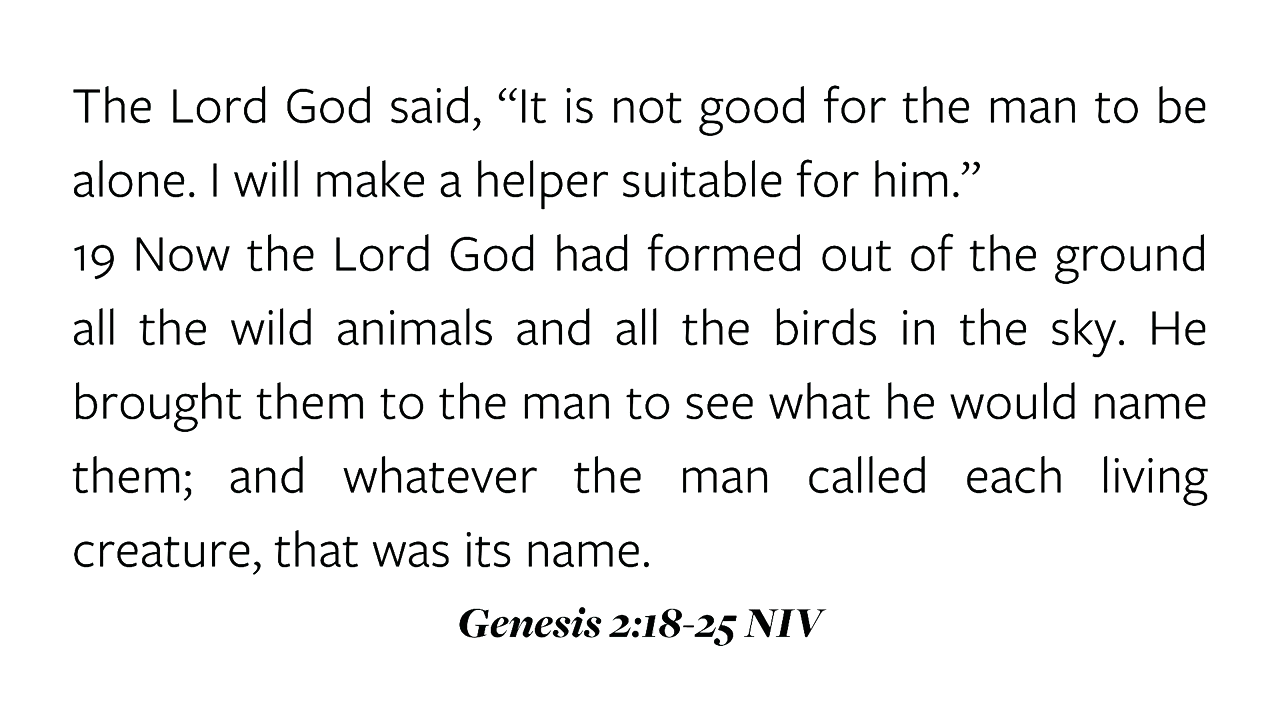 The Lord God said, “It is not good for the man to be
alone. I will make a helper suitable for him.”
19 Now the Lord God had formed out of the ground
all the wild animals and all the birds in the sky. He
brought them to the man to see what he would name
them; and whatever the man called each living
creature, that was its name.
Genesis 2:18-25 NIV